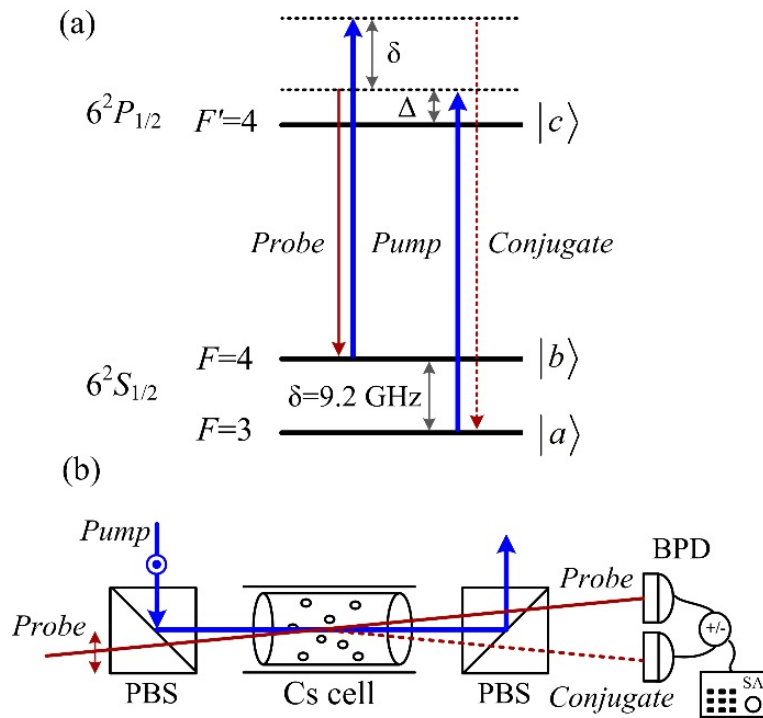 (a)
δ
Δ
6²P₁/₂
F'=4
|c⟩
Probe
Pump
Conjugate
F=4
|b⟩
6²S₁/₂
δ=9.2 GHz
F=3
|a⟩
(b)
Pump
BPD
Probe
Probe
+/-
PBS
Cs cell
PBS
Conjugate
SA